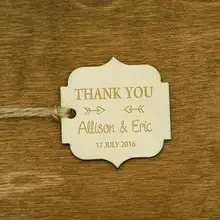 THANK YOU
Allison & Eric
17 JULY 2016